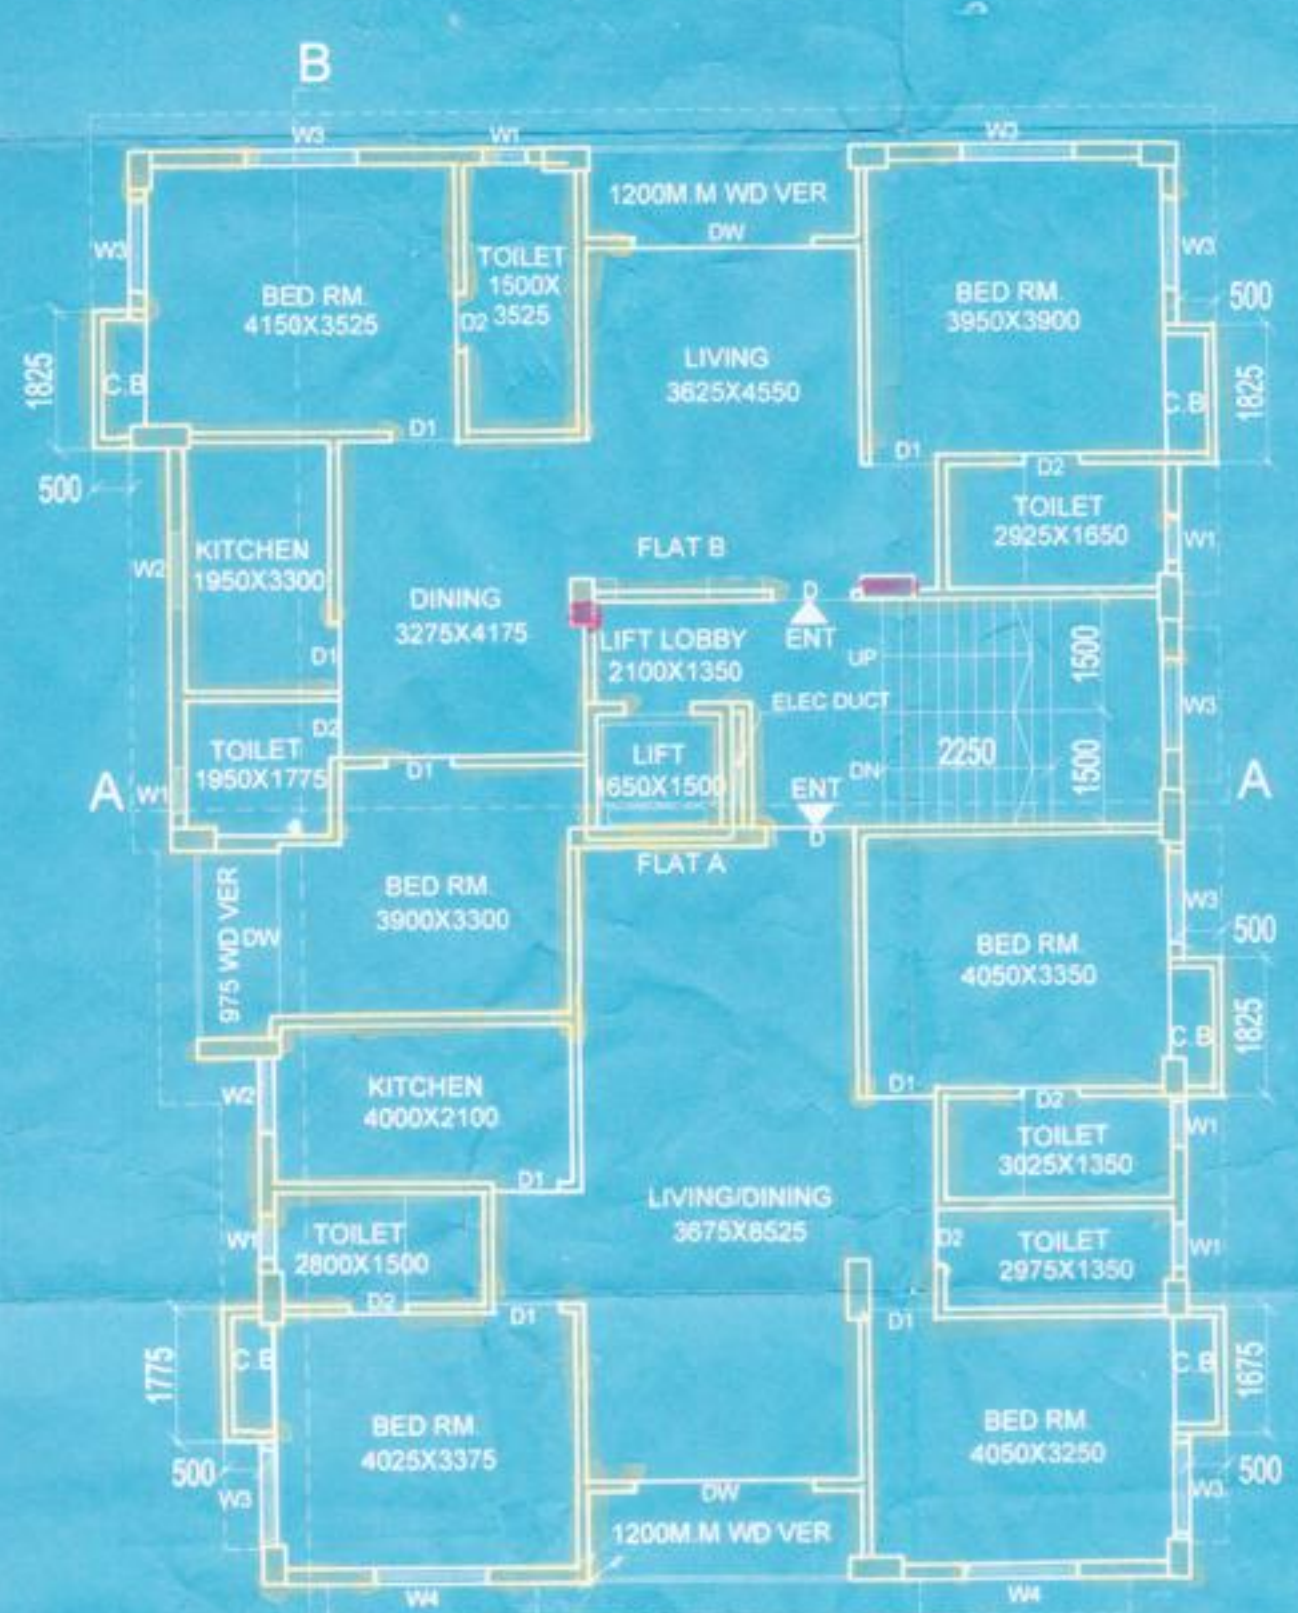 B
W3
W1
W3
1200M.M WD VER
DW
W3
W3
TOILET
1500X
3525
D2
BED RM.
4150X3525
BED RM.
3950X3900
500
LIVING
3625X4550
1825
C.B
C.B
1825
D1
D1
D2
500
TOILET
2925X1650
W1
FLAT B
KITCHEN
1950X3300
W2
DINING
3275X4175
D
ENT
LIFT LOBBY
2100X1350
UP
1500
D1
ELEC DUCT
W3
D2
TOILET
1950X1775
LIFT
1650X1500
2250
1500
D1
DN
A
W1
ENT
A
D
FLAT A
BED RM.
3900X3300
975 WD VER
DW
W3
500
BED RM.
4050X3350
1825
C.B
KITCHEN
4000X2100
W2
D1
D2
W1
TOILET
3025X1350
D1
LIVING/DINING
3675X8525
TOILET
2800X1500
W1
D2
TOILET
2975X1350
W1
D2
D1
D1
C.B
C.B
1775
1675
BED RM.
4025X3375
BED RM.
4050X3250
500
W3
DW
W3
500
1200M.M WD VER
W4
W4